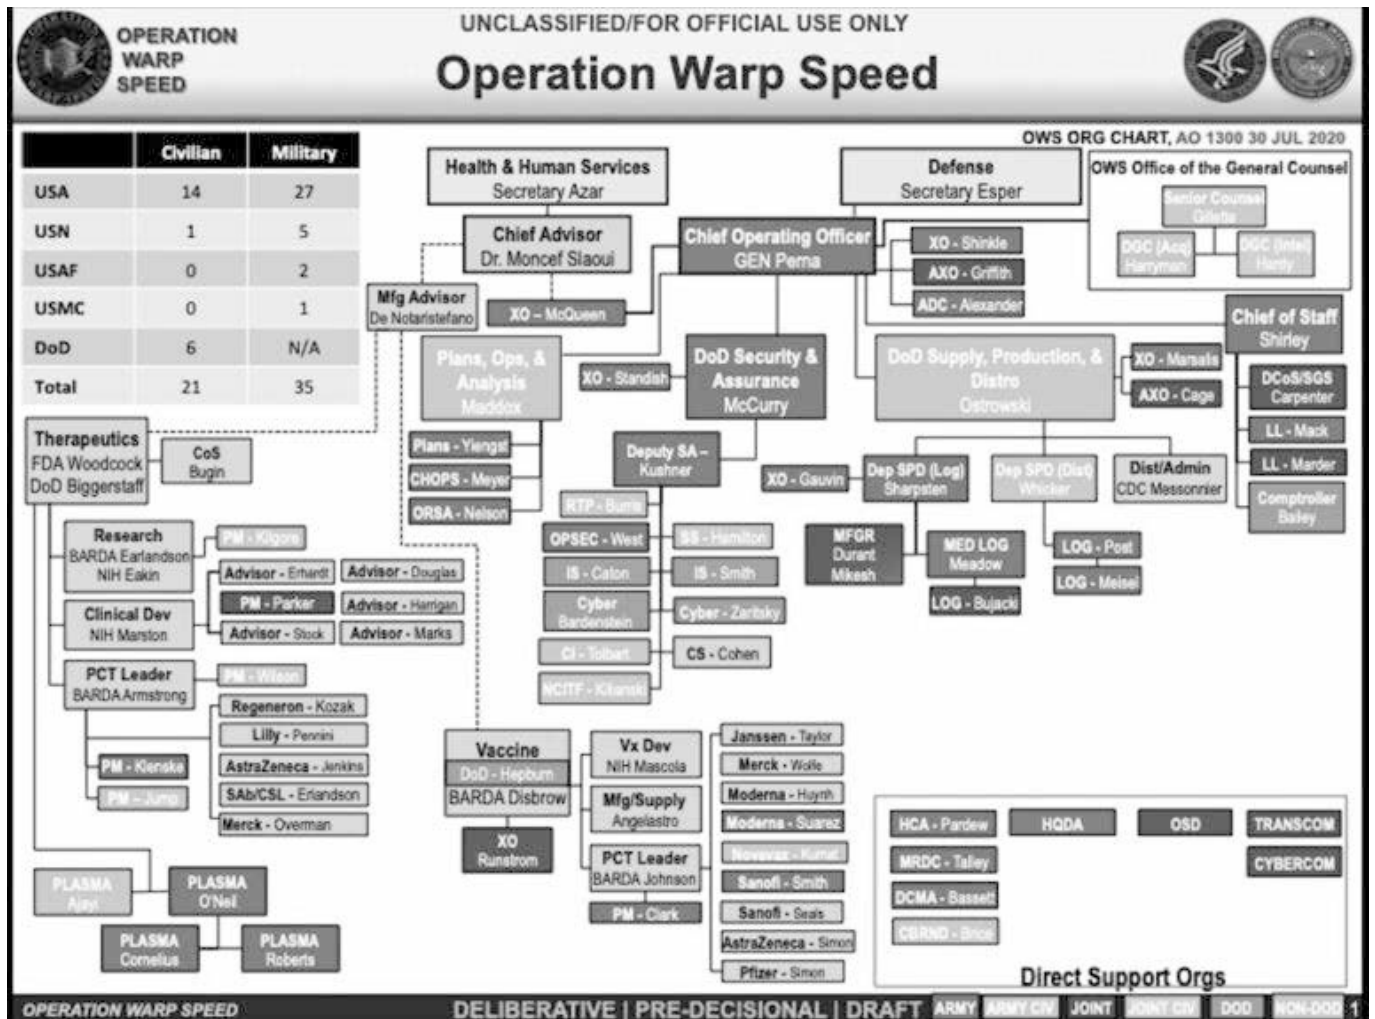 UNCLASSIFIED/FOR OFFICIAL USE ONLY
OPERATION
WARP
SPEED
Operation Warp Speed
OWS ORG CHART, AO 1300 30 JUL 2020
Civilian Military
USA 14 27
USN 1 5
USAF 0 2
USMC 0 1
DoD 6 N/A
Total 21 35
Health & Human Services
Secretary Azar
Defense
Secretary Esper
OWS Office of the General Counsel
Senior Counsel
Gillette
DGC (Acq)
Harryman
DGC (Intel)
Hardy
Chief Advisor
Dr. Moncef Slaoui
Chief Operating Officer
GEN Perna
XO - Shinkle
AXO - Griffith
ADC - Alexander
Mfg Advisor
De Notaristefano
XO – McQueen
Chief of Staff
Shirley
Plans, Ops, &
Analysis
Maddox
XO - Standish
DoD Security &
Assurance
McCurry
DoD Supply, Production, &
Distro
Ostrowski
XO - Marsalis
AXO - Cage
DCoS/SGS
Carpenter
LL - Mack
LL - Marder
Comptroller
Bailey
Plans - Yiengst
CHOPS - Meyer
ORSA - Nelson
Deputy SA –
Kushner
XO - Gauvin
Dep SPD (Log)
Sharpsten
Dep SPD (Dist)
Whicker
Dist/Admin
CDC Messonnier
Therapeutics
FDA Woodcock
DoD Biggerstaff
CoS
Bugin
RTP - Burris
OPSEC - West
SS - Hamilton
IS - Caton
IS - Smith
Cyber
Bardenstein
Cyber - Zaritsky
CI - Tolbert
CS - Cohen
NCITF - Kilianski
MFGR
Durant
Mikesh
MED LOG
Meadow
LOG - Bujacki
LOG - Post
LOG - Meisel
Research
BARDA Earlandson
NIH Eakin
PM - Kilgore
Advisor - Erhardt
Advisor - Douglas
Clinical Dev
NIH Marston
PM - Parker
Advisor - Harrigan
Advisor - Stock
Advisor - Marks
PCT Leader
BARDA Armstrong
PM - Wilson
Regeneron - Kozak
Lilly - Pennini
PM - Klenske
AstraZeneca - Jenkins
PM - Jump
SAb/CSL - Erlandson
Merck - Overman
PLASMA
Ajayi
PLASMA
O'Neil
PLASMA
Cornelius
PLASMA
Roberts
Vaccine
DoD - Hepburn
BARDA Disbrow
XO
Runstrom
Vx Dev
NIH Mascola
Mfg/Supply
Angelastro
PCT Leader
BARDA Johnson
PM - Clark
Janssen - Taylor
Merck - Wolfe
Moderna - Huynh
Moderna - Suarez
Novavax - Kumat
Sanofi - Smith
Sanofi - Seals
AstraZeneca - Simon
Pfizer - Simon
HCA - Pardew
HQDA
OSD
TRANSCOM
MRDC - Talley
CYBERCOM
DCMA - Bassett
CBRND - Brice
Direct Support Orgs
OPERATION WARP SPEED
DELIBERATIVE | PRE-DECISIONAL | DRAFT
ARMY
ARMY CIV
JOINT
JOINT CIV
DOD
NON-DOD
1